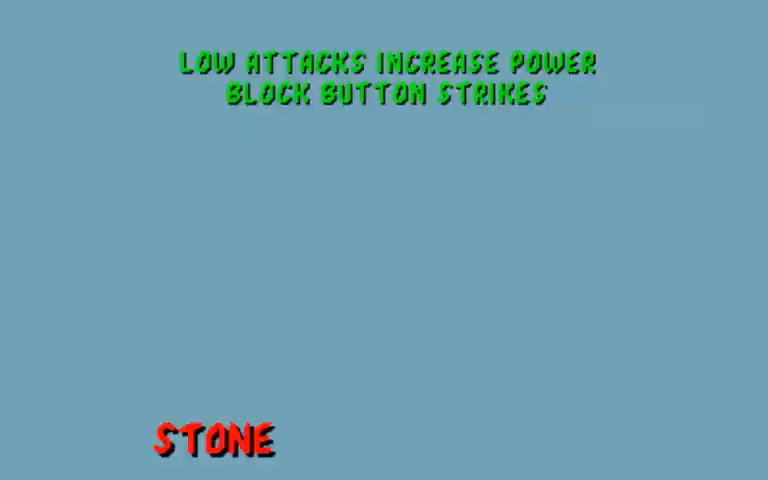 LOW ATTACKS INCREASE POWER
BLOCK BUTTON STRIKES
STONE